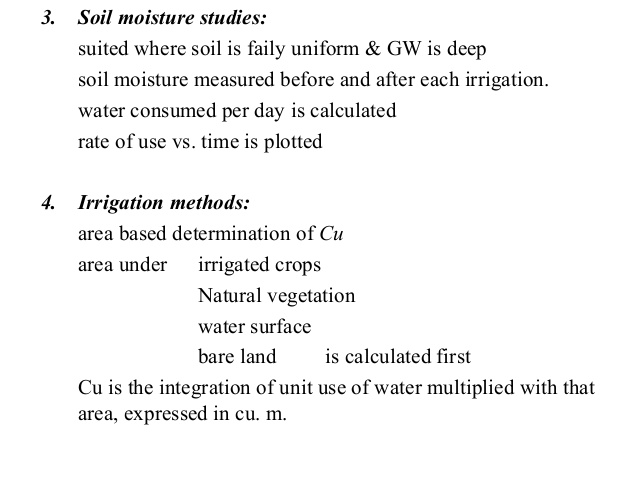 3. Soil moisture studies:
suited where soil is faily uniform & GW is deep
soil moisture measured before and after each irrigation.
water consumed per day is calculated
rate of use vs. time is plotted
4. Irrigation methods:
area based determination of Cu
area under irrigated crops
Natural vegetation
water surface
bare land is calculated first
Cu is the integration of unit use of water multiplied with that
area, expressed in cu. m.